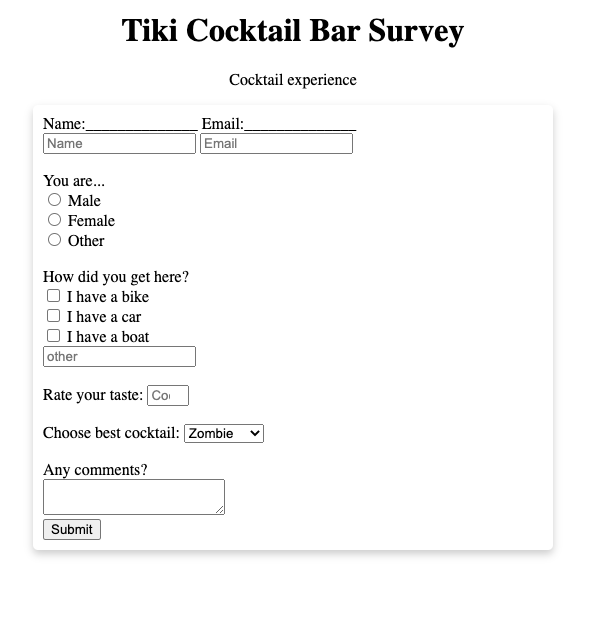 Tiki Cocktail Bar Survey
Cocktail experience
Name:______________ Email:______________
Name Email
You are...
Male
Female
Other
How did you get here?
I have a bike
I have a car
I have a boat
other
Rate your taste: Co
Choose best cocktail: Zombie
Any comments?
Submit